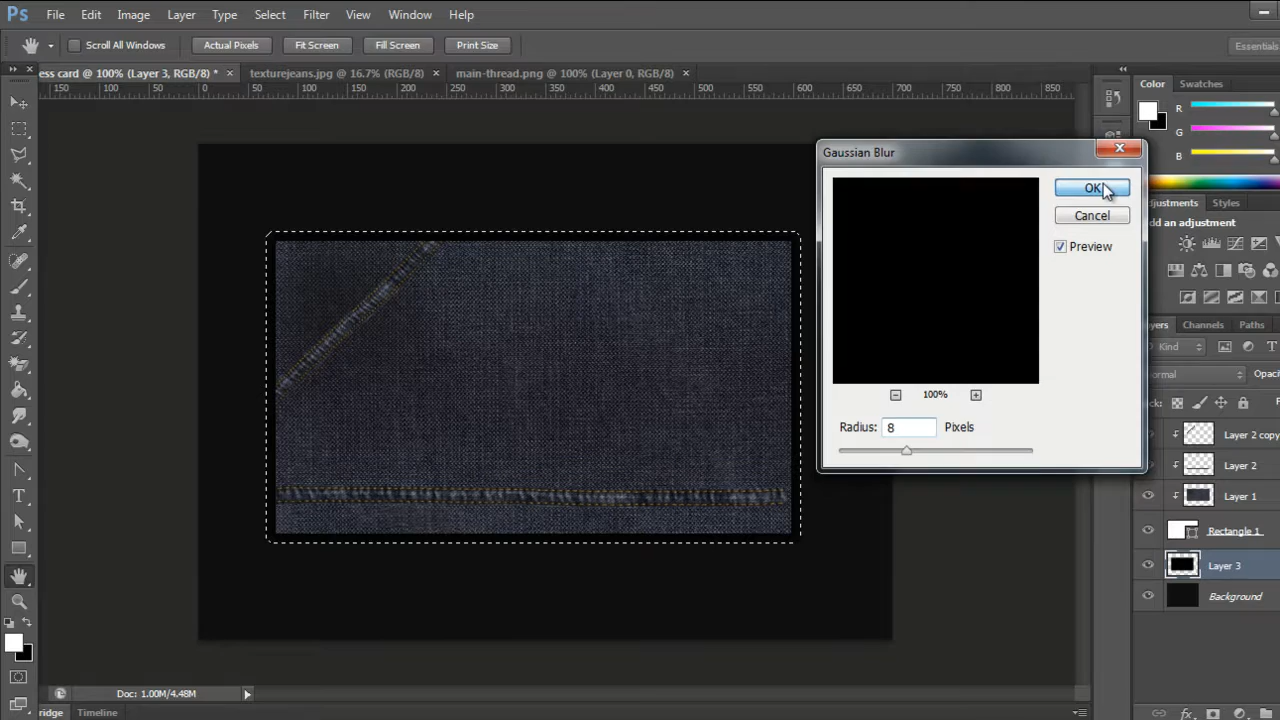 Ps File Edit Image Layer Type Select Filter View Window Help
Scroll All Windows Actual Pixels Fit Screen Fill Screen Print Size Essentials
ess card @ 100% (Layer 3, RGB/8) * × texturejeans.jpg @ 16.7% (RGB/8) × main-thread.png @ 100% (Layer 0, RGB/8) ×
150 100 50 0 50 100 150 200 250 300 350 400 450 500 550 600 650 700 750 800 850
Color Swatches
R
G
B
Gaussian Blur
OK
Cancel
Preview
100%
Radius: 8 Pixels
djustments Styles
dd an adjustment
yers Channels Paths
Kind
ormal Opaci
ck:
Layer 2 copy
Layer 2
Layer 1
Rectangle 1
Layer 3
Background
Doc: 1.00M/4.48M
ridge Timeline